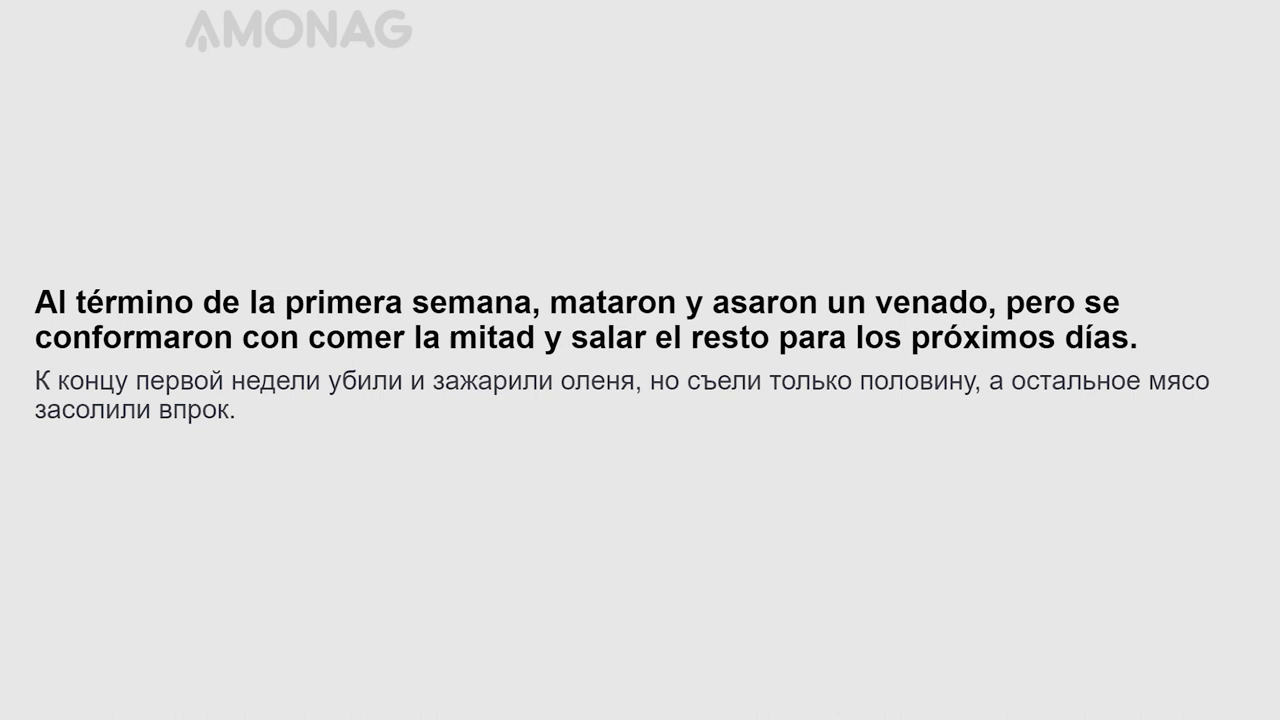 AMONAG
Al término de la primera semana, mataron y asaron un venado, pero se
conformaron con comer la mitad y salar el resto para los próximos días.
К концу первой недели убили и зажарили оленя, но съели только половину, а остальное мясо
засолили впрок.